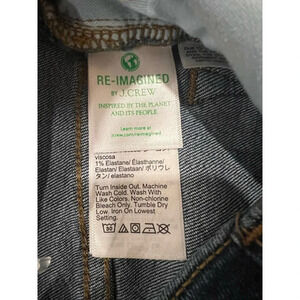 RE-IMAGINED
BY J.CREW
INSPIRED BY THE PLANET
AND ITS PEOPLE
Learn more at
jcrew.com/reimagined
viscosa
1% Elastane/ Élasthanne/
Elastan/ Elastaan/ ポリウレ
タン/ elastano
Turn Inside Out. Machine
Wash Cold. Wash With
Like Colors. Non-chlorine
Bleach Only. Tumble Dry
Low. Iron On Lowest
Setting.